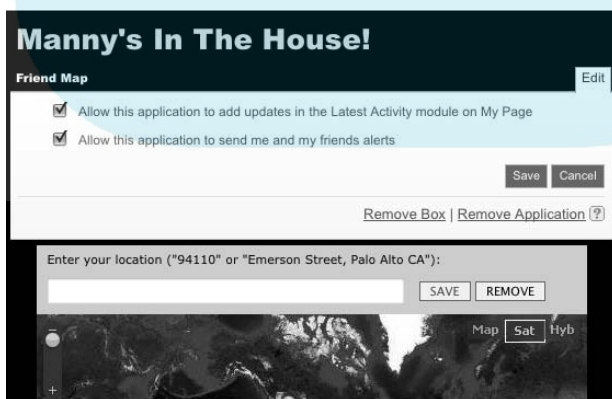 Manny's In The House!
Friend Map Edit
Allow this application to add updates in the Latest Activity module on My Page
Allow this application to send me and my friends alerts
Save Cancel
Remove Box | Remove Application ?
Enter your location ("94110" or "Emerson Street, Palo Alto CA"):
SAVE REMOVE
Map Sat Hyb